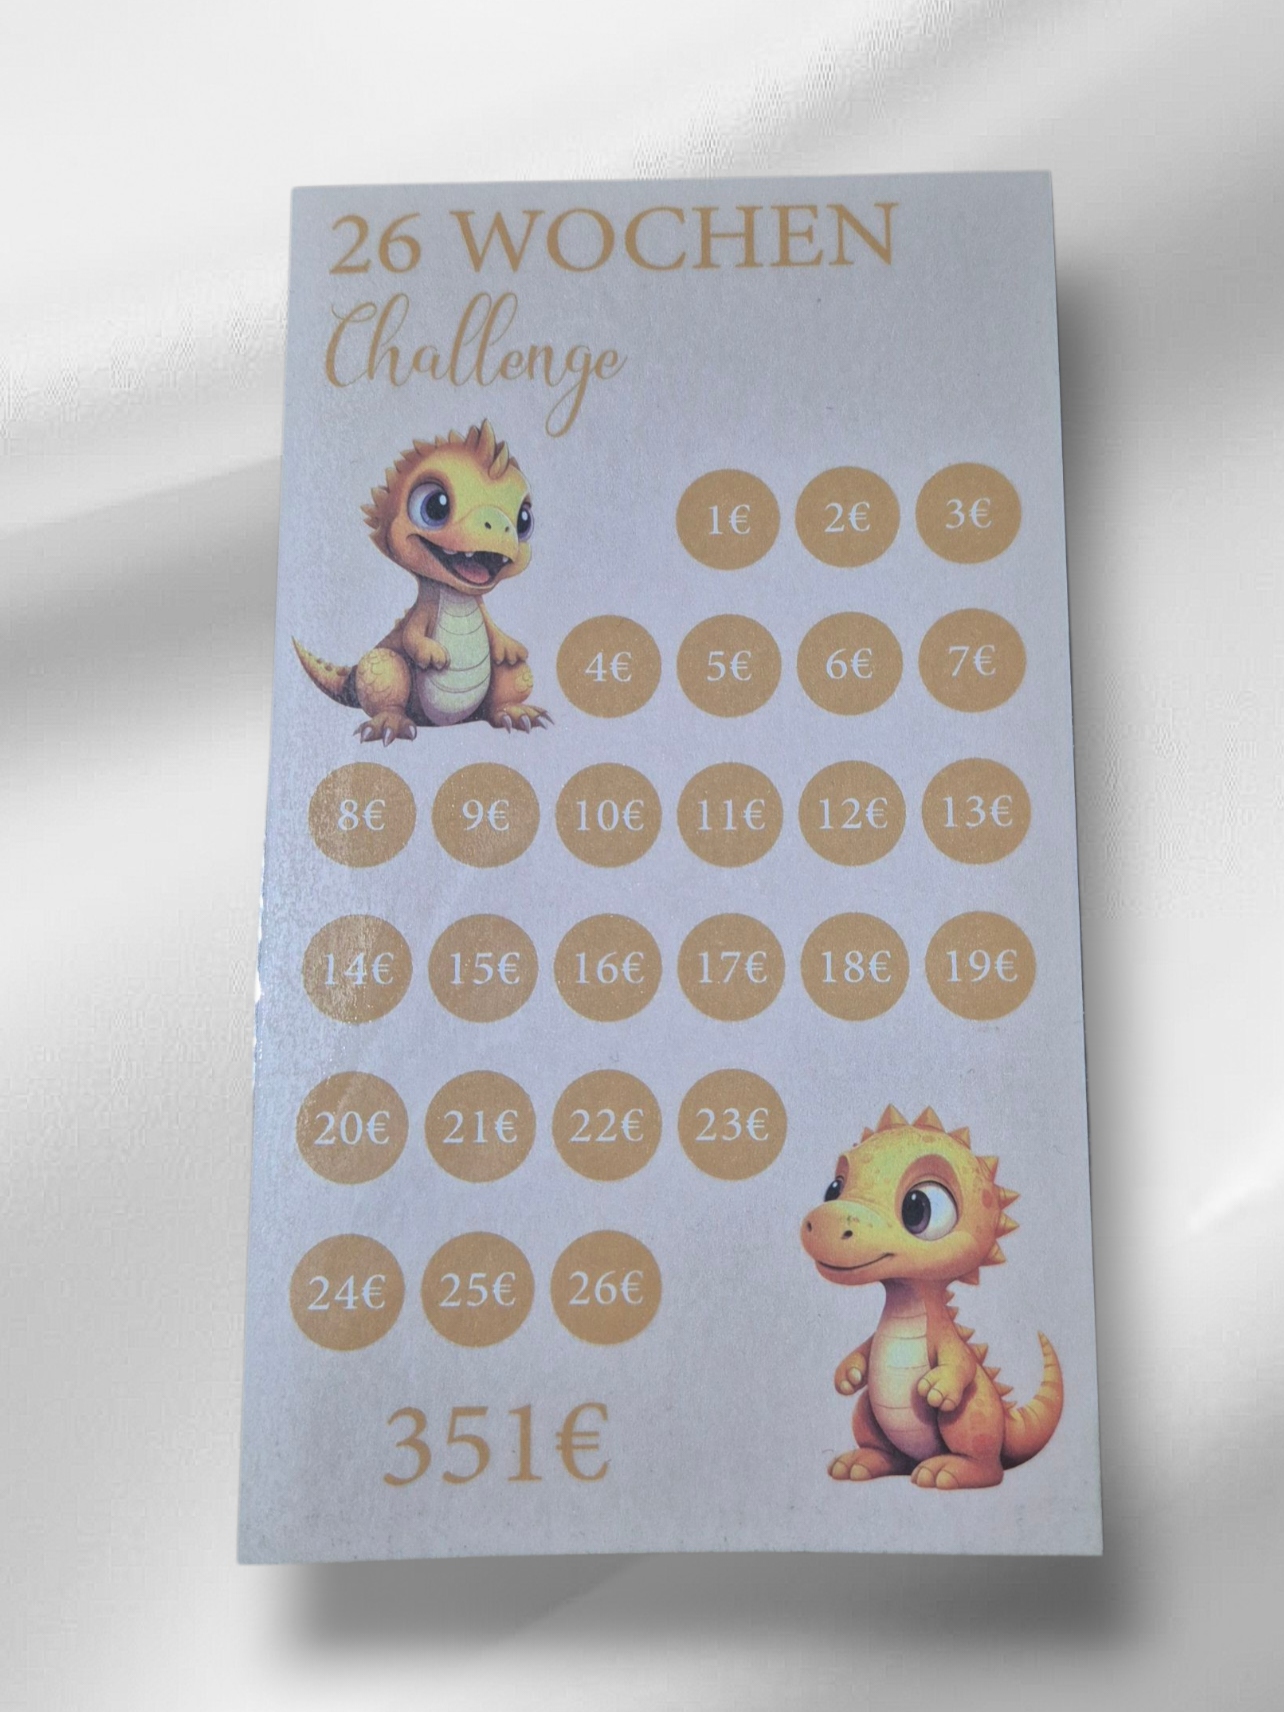 26 WOCHEN
Challenge
1€ 2€ 3€
4€ 5€ 6€ 7€
8€ 9€ 10€ 11€ 12€ 13€
14€ 15€ 16€ 17€ 18€ 19€
20€ 21€ 22€ 23€
24€ 25€ 26€
351€